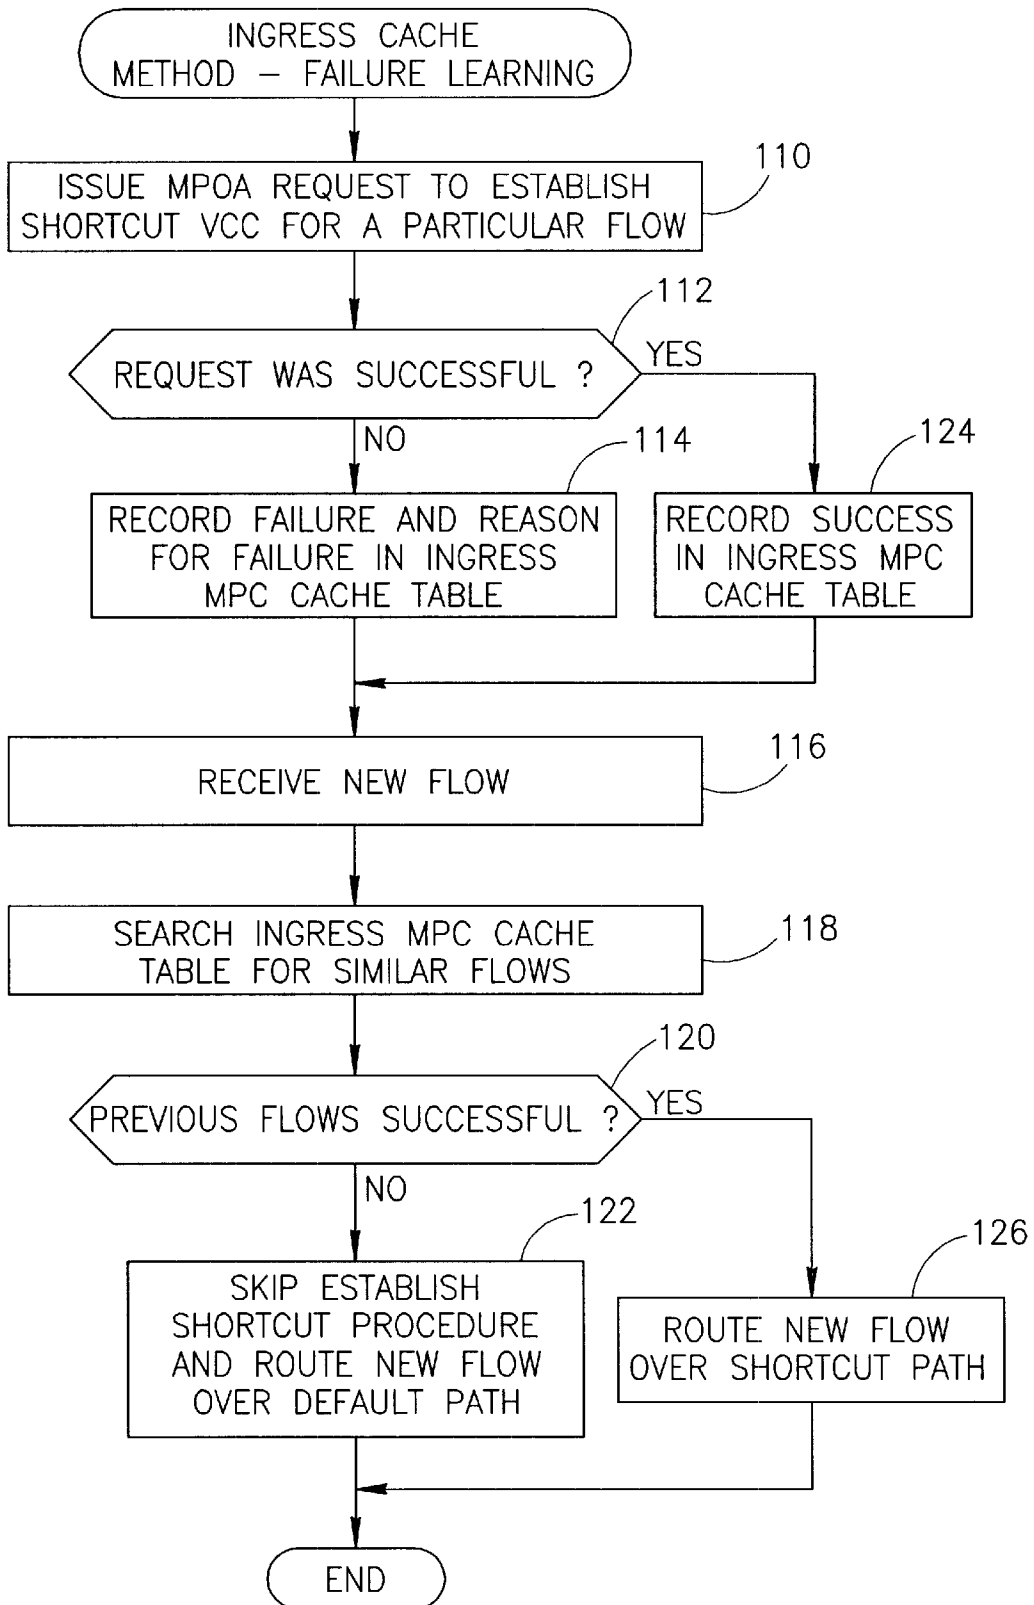 INGRESS CACHE
METHOD – FAILURE LEARNING
110
ISSUE MPOA REQUEST TO ESTABLISH
SHORTCUT VCC FOR A PARTICULAR FLOW
112
REQUEST WAS SUCCESSFUL ?
YES
NO
114
124
RECORD FAILURE AND REASON
FOR FAILURE IN INGRESS
MPC CACHE TABLE
RECORD SUCCESS
IN INGRESS MPC
CACHE TABLE
116
RECEIVE NEW FLOW
118
SEARCH INGRESS MPC CACHE
TABLE FOR SIMILAR FLOWS
120
PREVIOUS FLOWS SUCCESSFUL ?
YES
NO
122
126
SKIP ESTABLISH
SHORTCUT PROCEDURE
AND ROUTE NEW FLOW
OVER DEFAULT PATH
ROUTE NEW FLOW
OVER SHORTCUT PATH
END